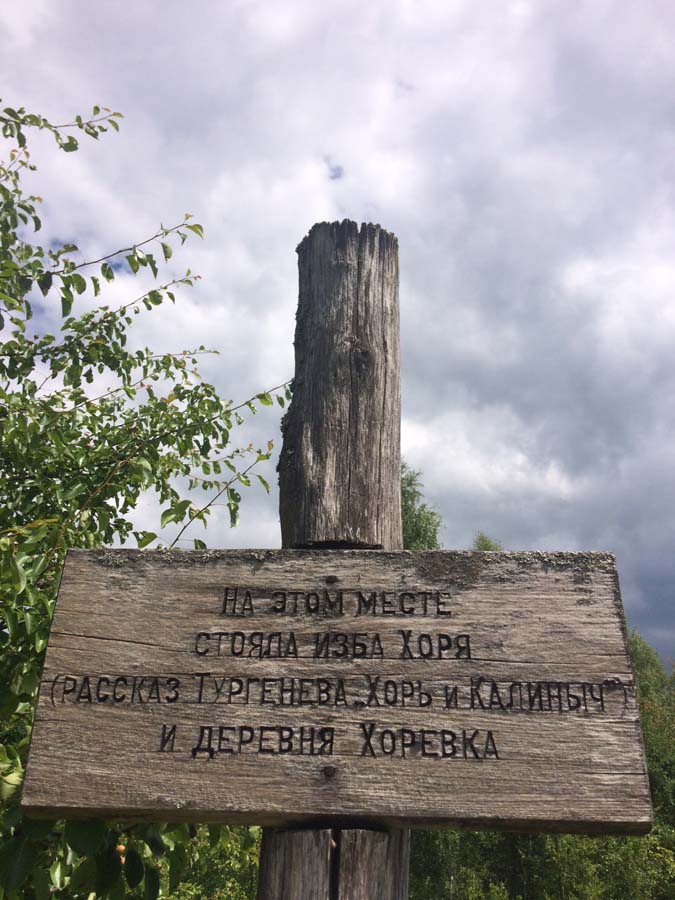 На этом месте
стояла изба Хоря
(рассказ Тургенева „Хорь и Калиныч”)
и деревня Хоревка